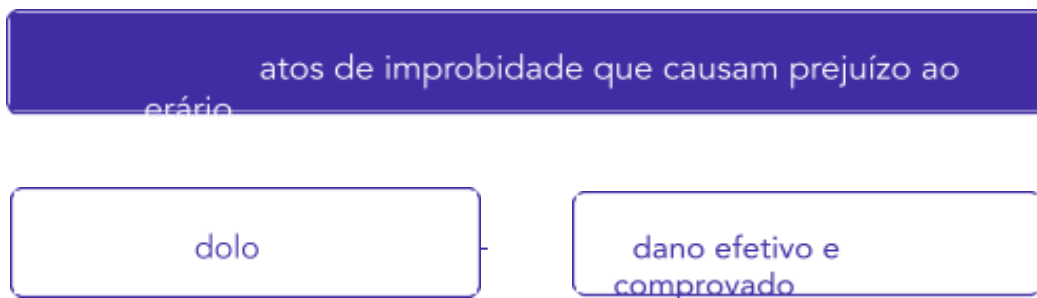 atos de improbidade que causam prejuízo ao
erário
dolo
dano efetivo e
comprovado